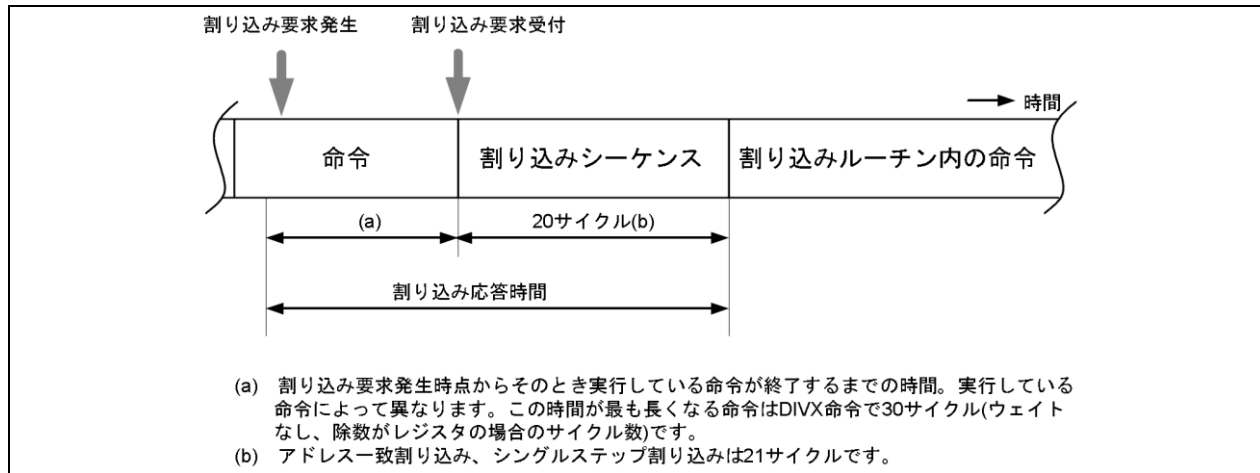 割り込み要求発生 割り込み要求受付
時間
命令 割り込みシーケンス 割り込みルーチン内の命令
(a) 20サイクル(b)
割り込み応答時間
(a) 割り込み要求発生時点からそのとき実行している命令が終了するまでの時間。実行している
命令によって異なります。この時間が最も長くなる命令はDIVX命令で30サイクル(ウェイト
なし、除数がレジスタの場合のサイクル数)です。
(b) アドレス一致割り込み、シングルステップ割り込みは21サイクルです。